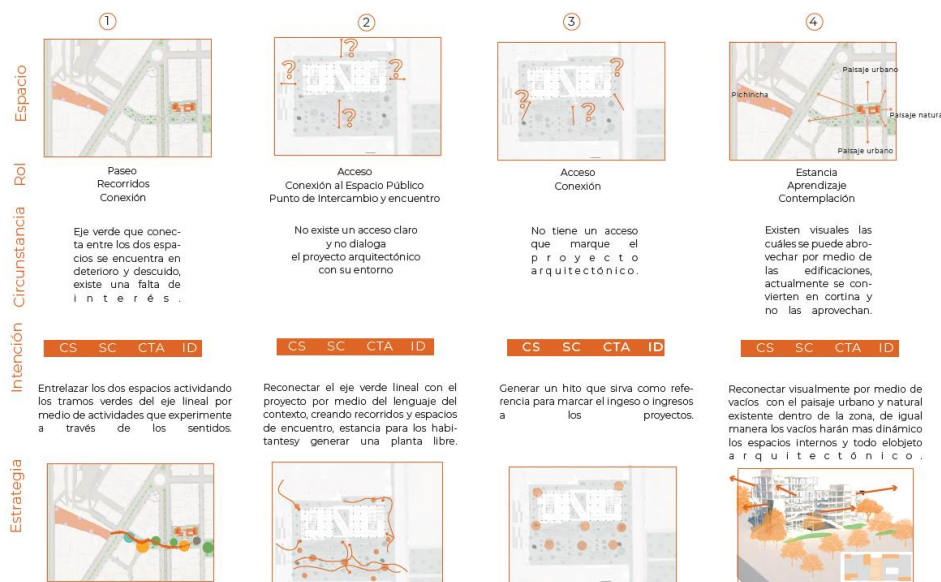 1
2
3
4
Espacio
?
?
?
?
?
?
?
Paisaje urbano
Pichincha
Paisaje natural
Paisaje urbano
Rol
Paseo
Recorridos
Conexión
Acceso
Conexión al Espacio Público
Punto de Intercambio y encuentro
Acceso
Conexión
Estancia
Aprendizaje
Contemplación
Circunstancia
Eje verde que conec-
ta entre los dos espa-
cios se encuentra en
deterioro y descuido,
existe una falta de
interés.
No existe un acceso claro
y no dialoga
el proyecto arquitectónico
con su entorno
No tiene un acceso
que marque el
proyecto
arquitectónico.
Existen visuales las
cuáles se puede abro-
vechar por medio de
las edificaciones,
actualmente se con-
vierten en cortina y
no las aprovechan.
Intención
CS SC CTA ID
CS SC CTA ID
CS SC CTA ID
CS SC CTA ID
Entrelazar los dos espacios actividando
los tramos verdes del eje lineal por
medio de actividades que experimente
a través de los sentidos.
Reconectar el eje verde lineal con el
proyecto por medio del lenguaje del
contexto, creando recorridos y espacios
de encuentro, estancia para los habi-
tantesy generar una planta libre.
Generar un hito que sirva como refe-
rencia para marcar el ingeso o ingresos
a los proyectos.
Reconectar visualmente por medio de
vacíos con el paisaje urbano y natural
existente dentro de la zona, de igual
manera los vacíos harán mas dinámico
los espacios internos y todo elobjeto
arquitectónico.
Estrategia